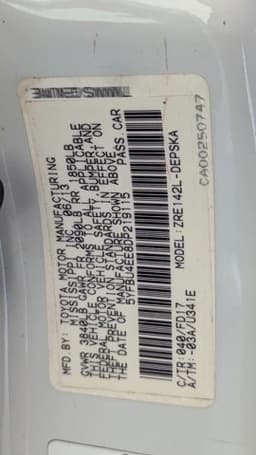 MFD BY: TOYOTA MOTOR MANUFACTURING
MISSISSIPPI, 06/13
GVWR 3840LB GAWR FR 2090LB RR 1850LB
THIS VEHICLE CONFORMS TO ALL APPLICABLE
FEDERAL MOTOR VEHICLE SAFETY, BUMPER, AND
THEFT PREVENTION STANDARDS IN EFFECT ON
THE DATE OF MANUFACTURE SHOWN ABOVE.
5YFBU4EE8DP219115 PASS. CAR
C/TR: 040/FD17 MODEL: ZRE142L-DEPSKA
A/TM: -03A/U341E
CA00250747